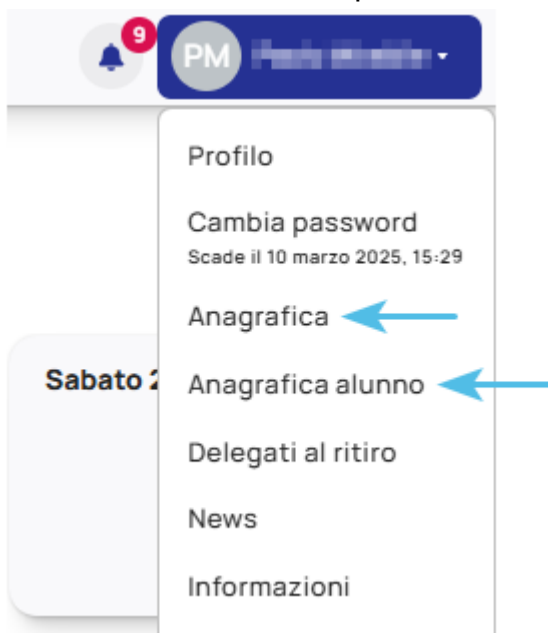 9
PM
Profilo
Cambia password
Scade il 10 marzo 2025, 15:29
Anagrafica
Sabato 2
Anagrafica alunno
Delegati al ritiro
News
Informazioni